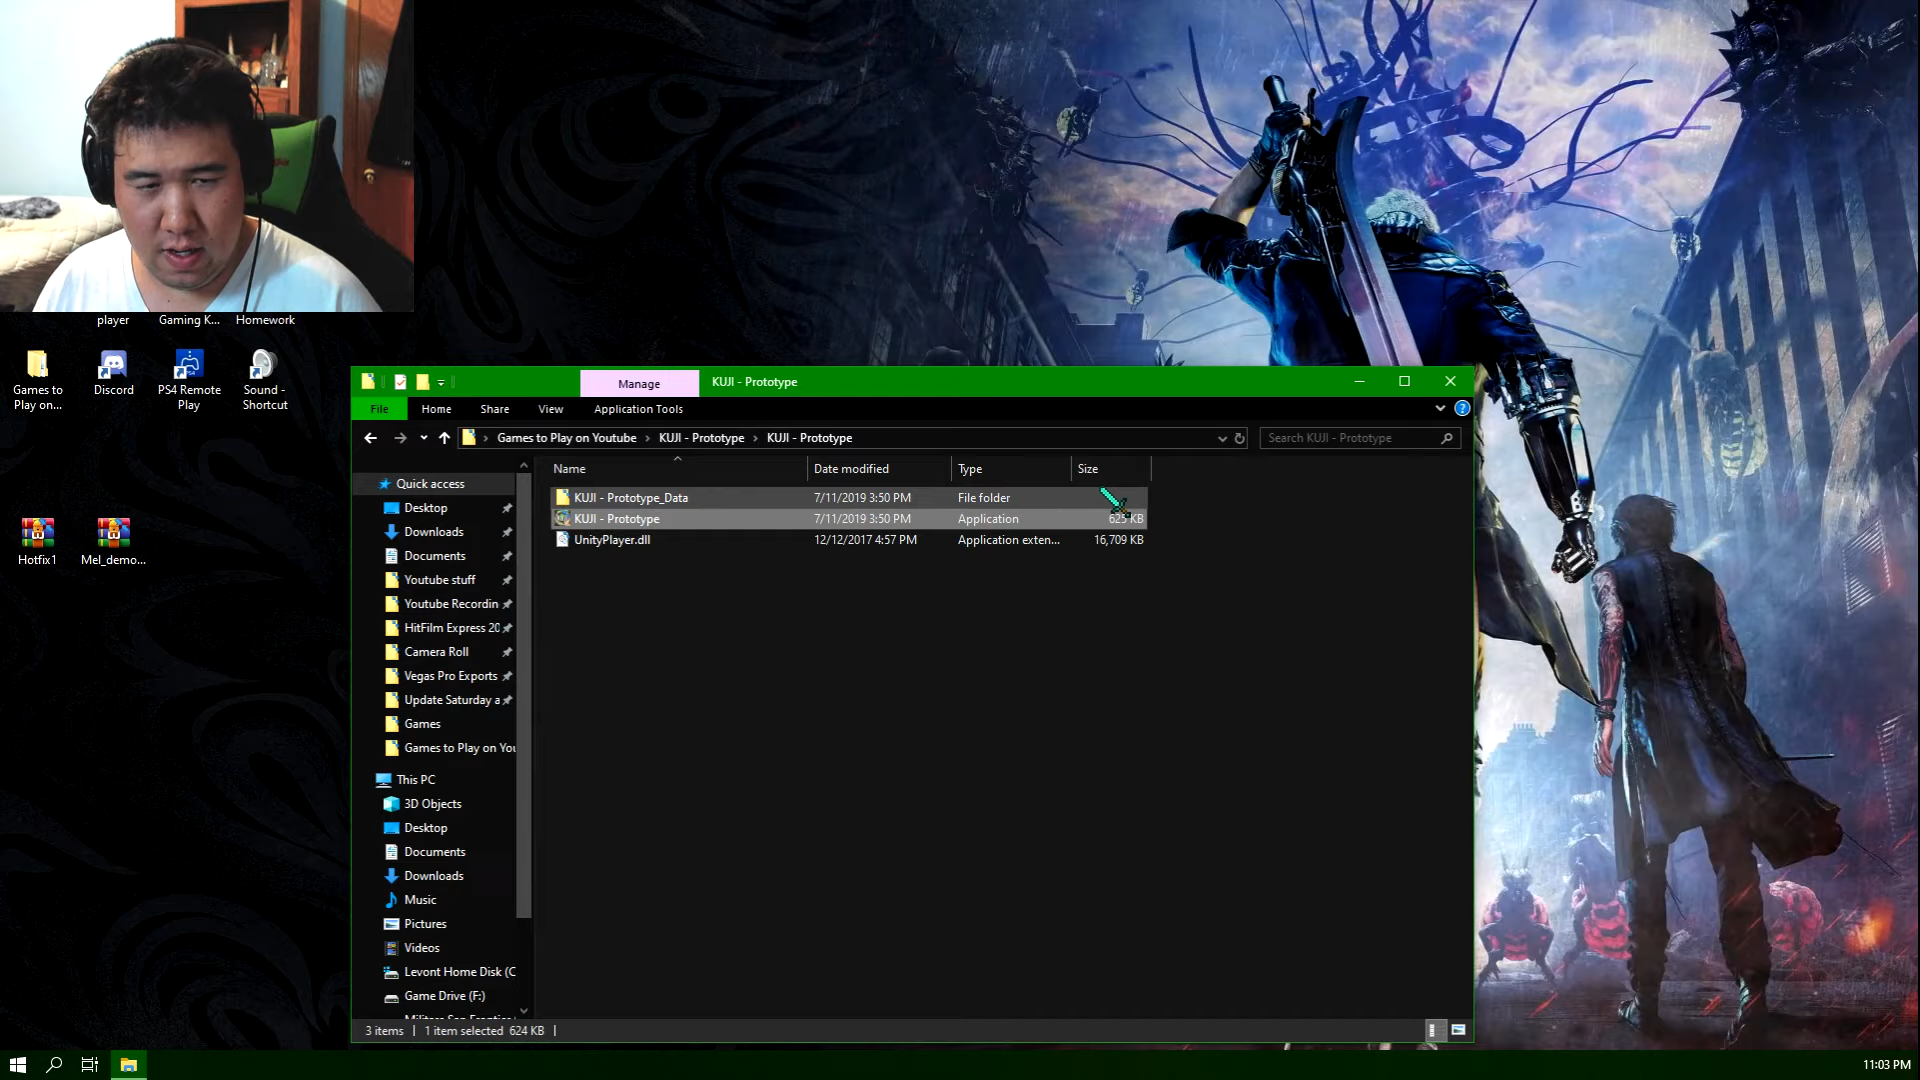 player
Gaming K...
Homework
Games to
Play on...
Discord
PS4 Remote
Play
Sound -
Shortcut
Hotfix1
Mel_demo...
Manage
KUJI - Prototype
File
Home
Share
View
Application Tools
Games to Play on Youtube > KUJI - Prototype > KUJI - Prototype
Search KUJI - Prototype
Name
Date modified
Type
Size
KUJI - Prototype_Data 7/11/2019 3:50 PM File folder
KUJI - Prototype 7/11/2019 3:50 PM Application 625 KB
UnityPlayer.dll 12/12/2017 4:57 PM Application exten... 16,709 KB
Quick access
Desktop
Downloads
Documents
Youtube stuff
Youtube Recordin
HitFilm Express 20
Camera Roll
Vegas Pro Exports
Update Saturday a
Games
Games to Play on You
This PC
3D Objects
Desktop
Documents
Downloads
Music
Pictures
Videos
Levont Home Disk (C
Game Drive (F:)
3 items
1 item selected 624 KB
11:03 PM